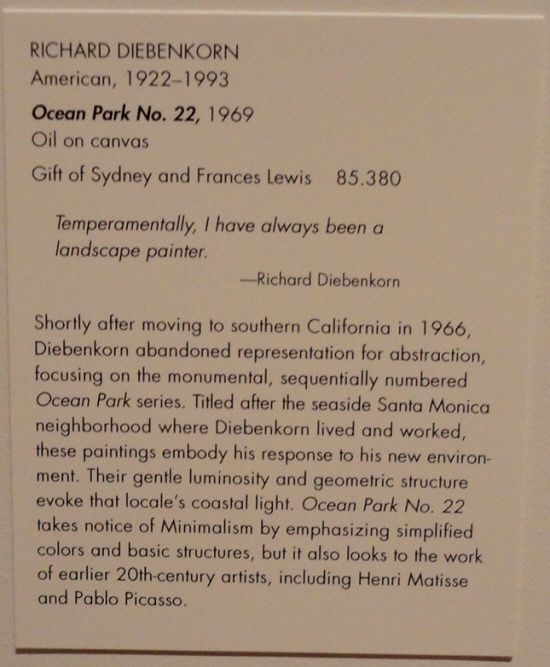 RICHARD DIEBENKORN
American, 1922–1993
Ocean Park No. 22, 1969
Oil on canvas
Gift of Sydney and Frances Lewis 85.380
Temperamentally, I have always been a
landscape painter.
—Richard Diebenkorn
Shortly after moving to southern California in 1966,
Diebenkorn abandoned representation for abstraction,
focusing on the monumental, sequentially numbered
Ocean Park series. Titled after the seaside Santa Monica
neighborhood where Diebenkorn lived and worked,
these paintings embody his response to his new environ-
ment. Their gentle luminosity and geometric structure
evoke that locale's coastal light. Ocean Park No. 22
takes notice of Minimalism by emphasizing simplified
colors and basic structures, but it also looks to the work
of earlier 20th-century artists, including Henri Matisse
and Pablo Picasso.